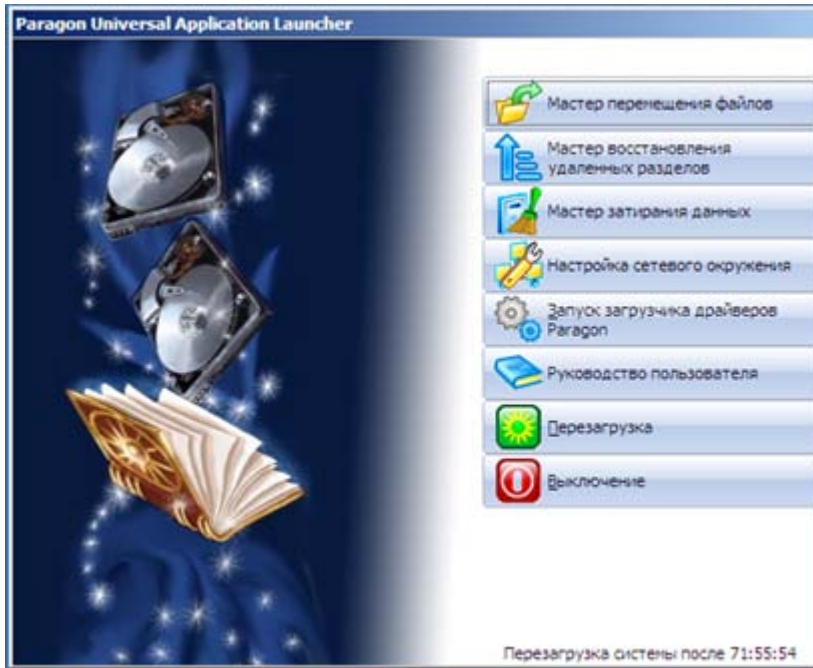 Paragon Universal Application Launcher
Мастер перемещения файлов
Мастер восстановления
удаленных разделов
Мастер затирания данных
Настройка сетевого окружения
Запуск загрузчика драйверов
Paragon
Руководство пользователя
Перезагрузка
Выключение
Перезагрузка системы после 71:55:54